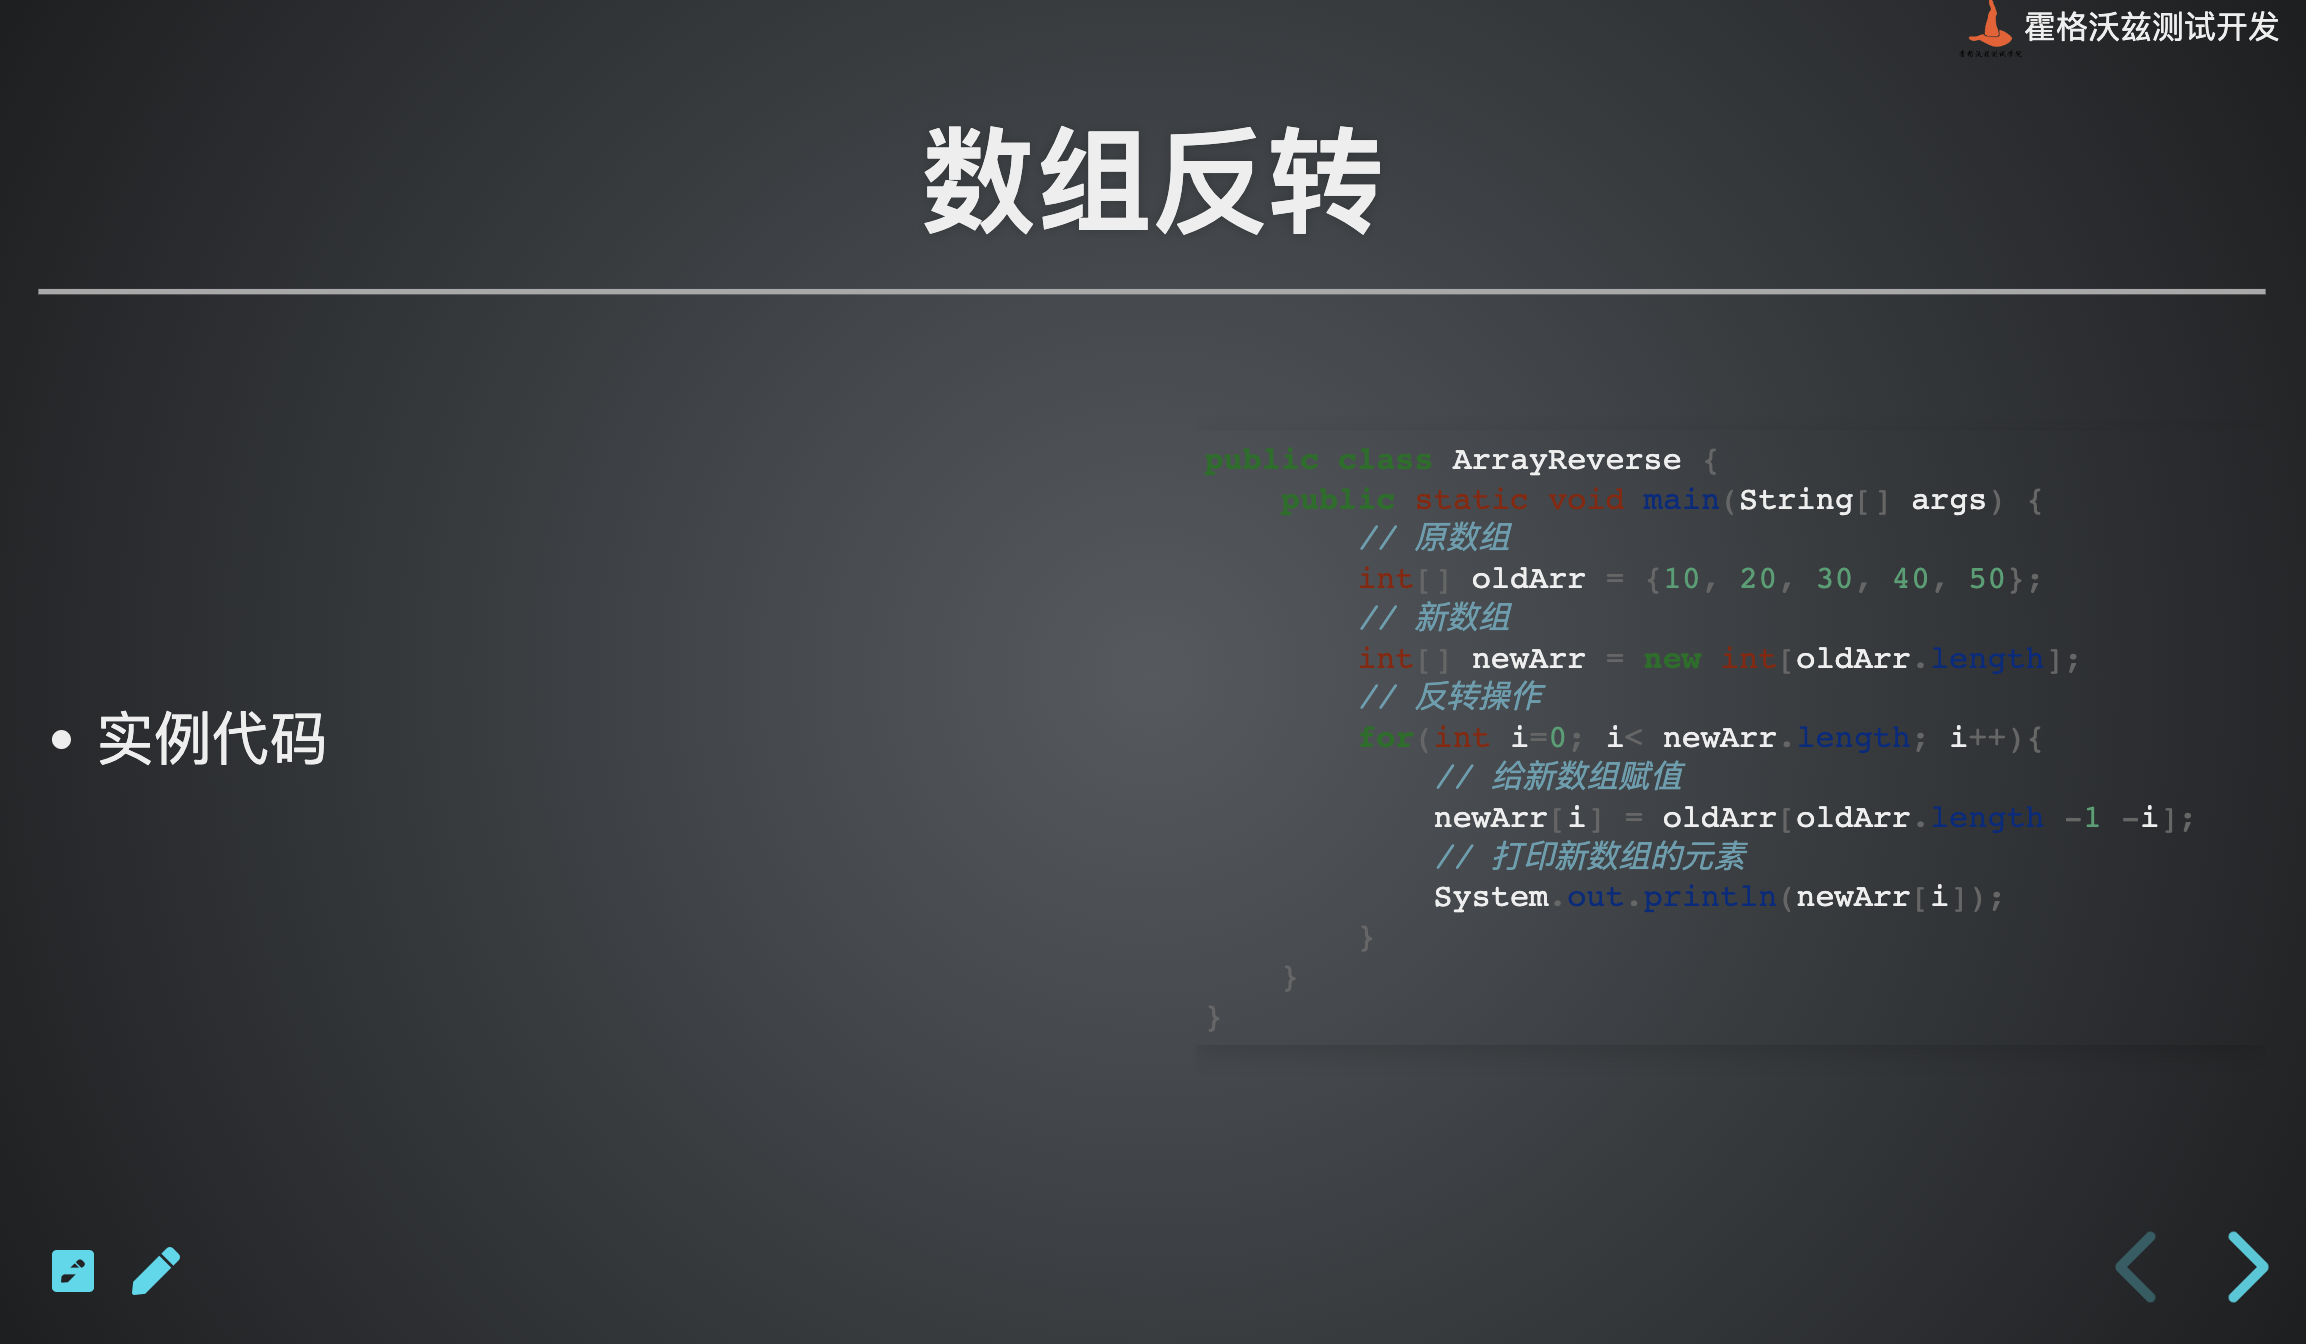 霍格沃兹测试开发
数组反转
实例代码
public class ArrayReverse {
    public static void main(String[] args) {
        // 原数组
        int[] oldArr = {10, 20, 30, 40, 50};
        // 新数组
        int[] newArr = new int[oldArr.length];
        // 反转操作
        for(int i=0; i< newArr.length; i++){
            // 给新数组赋值
            newArr[i] = oldArr[oldArr.length -1 -i];
            // 打印新数组的元素
            System.out.println(newArr[i]);
        }
    }
}